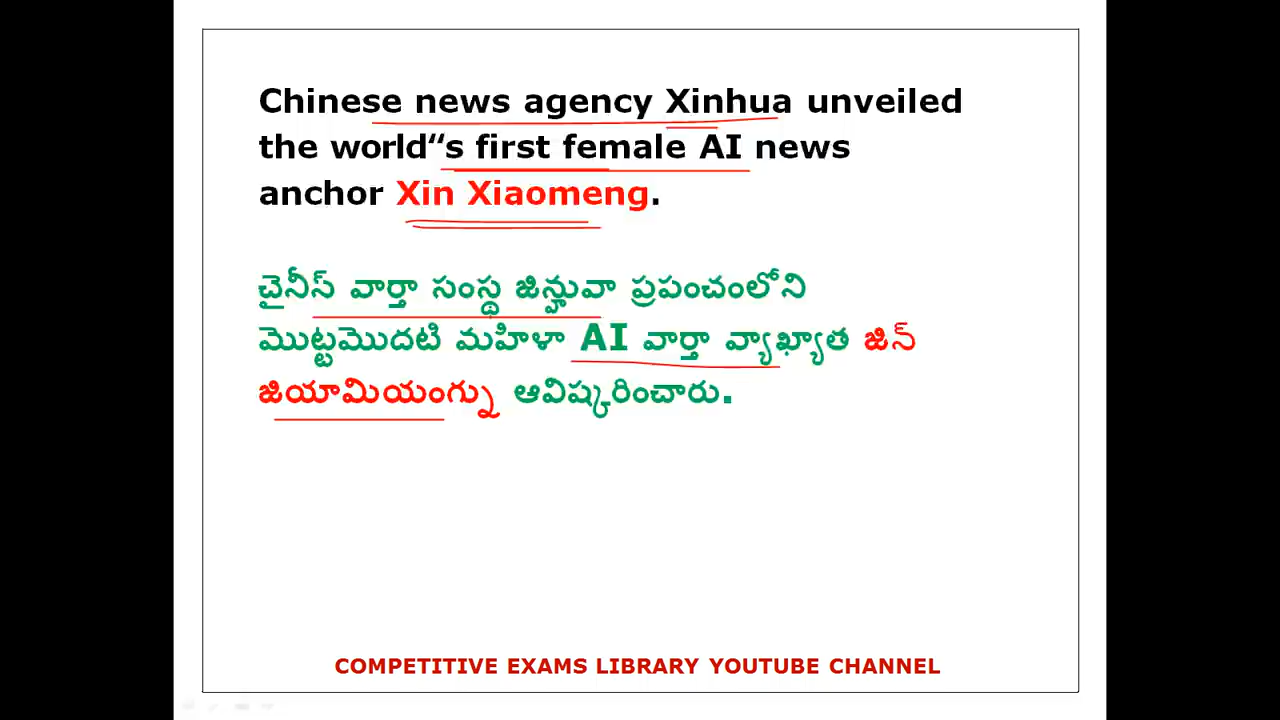 Chinese news agency Xinhua unveiled
the world“s first female AI news
anchor Xin Xiaomeng.
చైనీస్ వార్తా సంస్థ జిన్హువా ప్రపంచంలోని
మొట్టమొదటి మహిళా AI వార్తా వ్యాఖ్యాత జిన్
జియామియంగ్ను ఆవిష్కరించారు.
COMPETITIVE EXAMS LIBRARY YOUTUBE CHANNEL